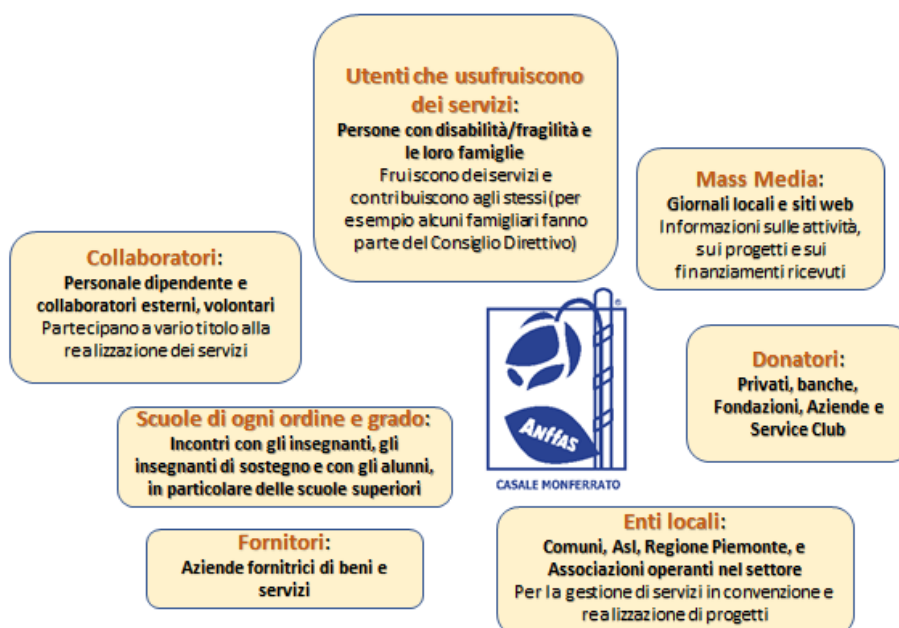 Utenti che usufruiscono
dei servizi:
Persone con disabilità/fragilità e
le loro famiglie
Fruiscono dei servizi e
contribuiscono agli stessi (per
esempio alcuni famigliari fanno
parte del Consiglio Direttivo)
Mass Media:
Giornali locali e siti web
Informazioni sulle attività,
sui progetti e sui
finanziamenti ricevuti
Collaboratori:
Personale dipendente e
collaboratori esterni, volontari
Partecipano a vario titolo alla
realizzazione dei servizi
®
Anffas
CASALE MONFERRATO
Donatori:
Privati, banche,
Fondazioni, Aziende e
Service Club
Scuole di ogni ordine e grado:
Incontri con gli insegnanti, gli
insegnanti di sostegno e con gli alunni,
in particolare delle scuole superiori
Fornitori:
Aziende fornitrici di beni e
servizi
Enti locali:
Comuni, Asl, Regione Piemonte, e
Associazioni operanti nel settore
Per la gestione di servizi in convenzione e
realizzazione di progetti